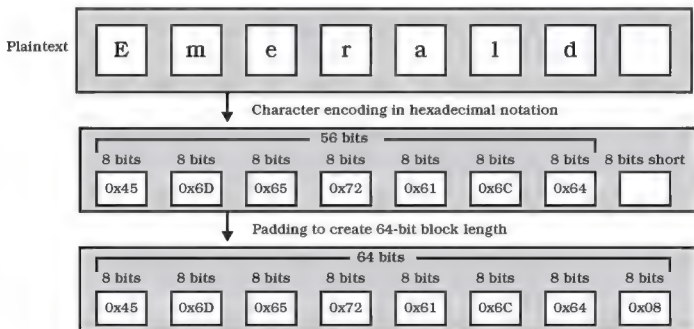 Plaintext E m e r a l d
Character encoding in hexadecimal notation
56 bits
8 bits 8 bits 8 bits 8 bits 8 bits 8 bits 8 bits 8 bits short
0x45 0x6D 0x65 0x72 0x61 0x6C 0x64
Padding to create 64-bit block length
64 bits
8 bits 8 bits 8 bits 8 bits 8 bits 8 bits 8 bits 8 bits
0x45 0x6D 0x65 0x72 0x61 0x6C 0x64 0x08